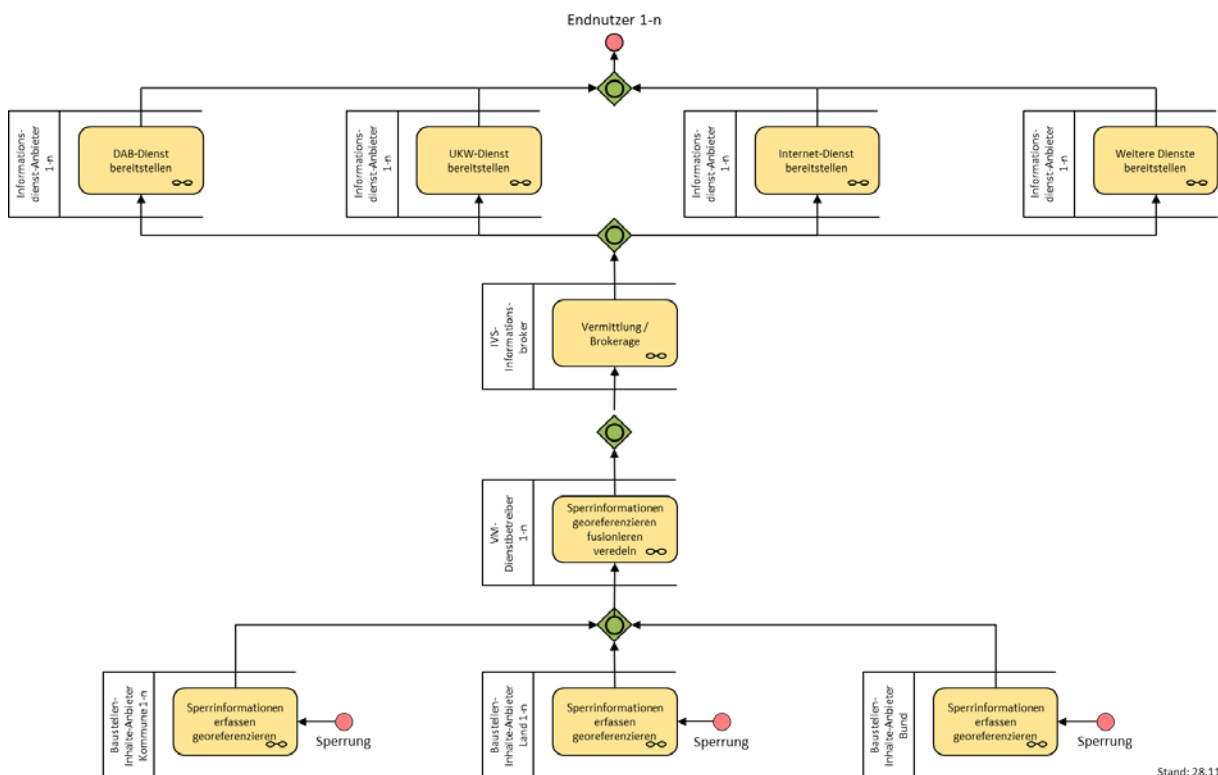 Endnutzer 1-n
Informations-
dienst-Anbieter
1-n
DAB-Dienst
bereitstellen
Informations-
dienst-Anbieter
1-n
UKW-Dienst
bereitstellen
Informations-
dienst-Anbieter
1-n
Internet-Dienst
bereitstellen
Informations-
dienst-Anbieter
1-n
Weitere Dienste
bereitstellen
IVS-
Informations-
broker
Vermittlung /
Brokerage
VM-
Dienstbetreiber
1-n
Sperrinformationen
georeferenzieren
fusionieren
veredeln
Baustellen-
Inhalte-Anbieter
Kommune 1-n
Sperrinformationen
erfassen
georeferenzieren
Sperrung
Baustellen-
Inhalte-Anbieter
Land 1-n
Sperrinformationen
erfassen
georeferenzieren
Sperrung
Baustellen-
Inhalte-Anbieter
Bund
Sperrinformationen
erfassen
georeferenzieren
Sperrung
Stand: 28.11